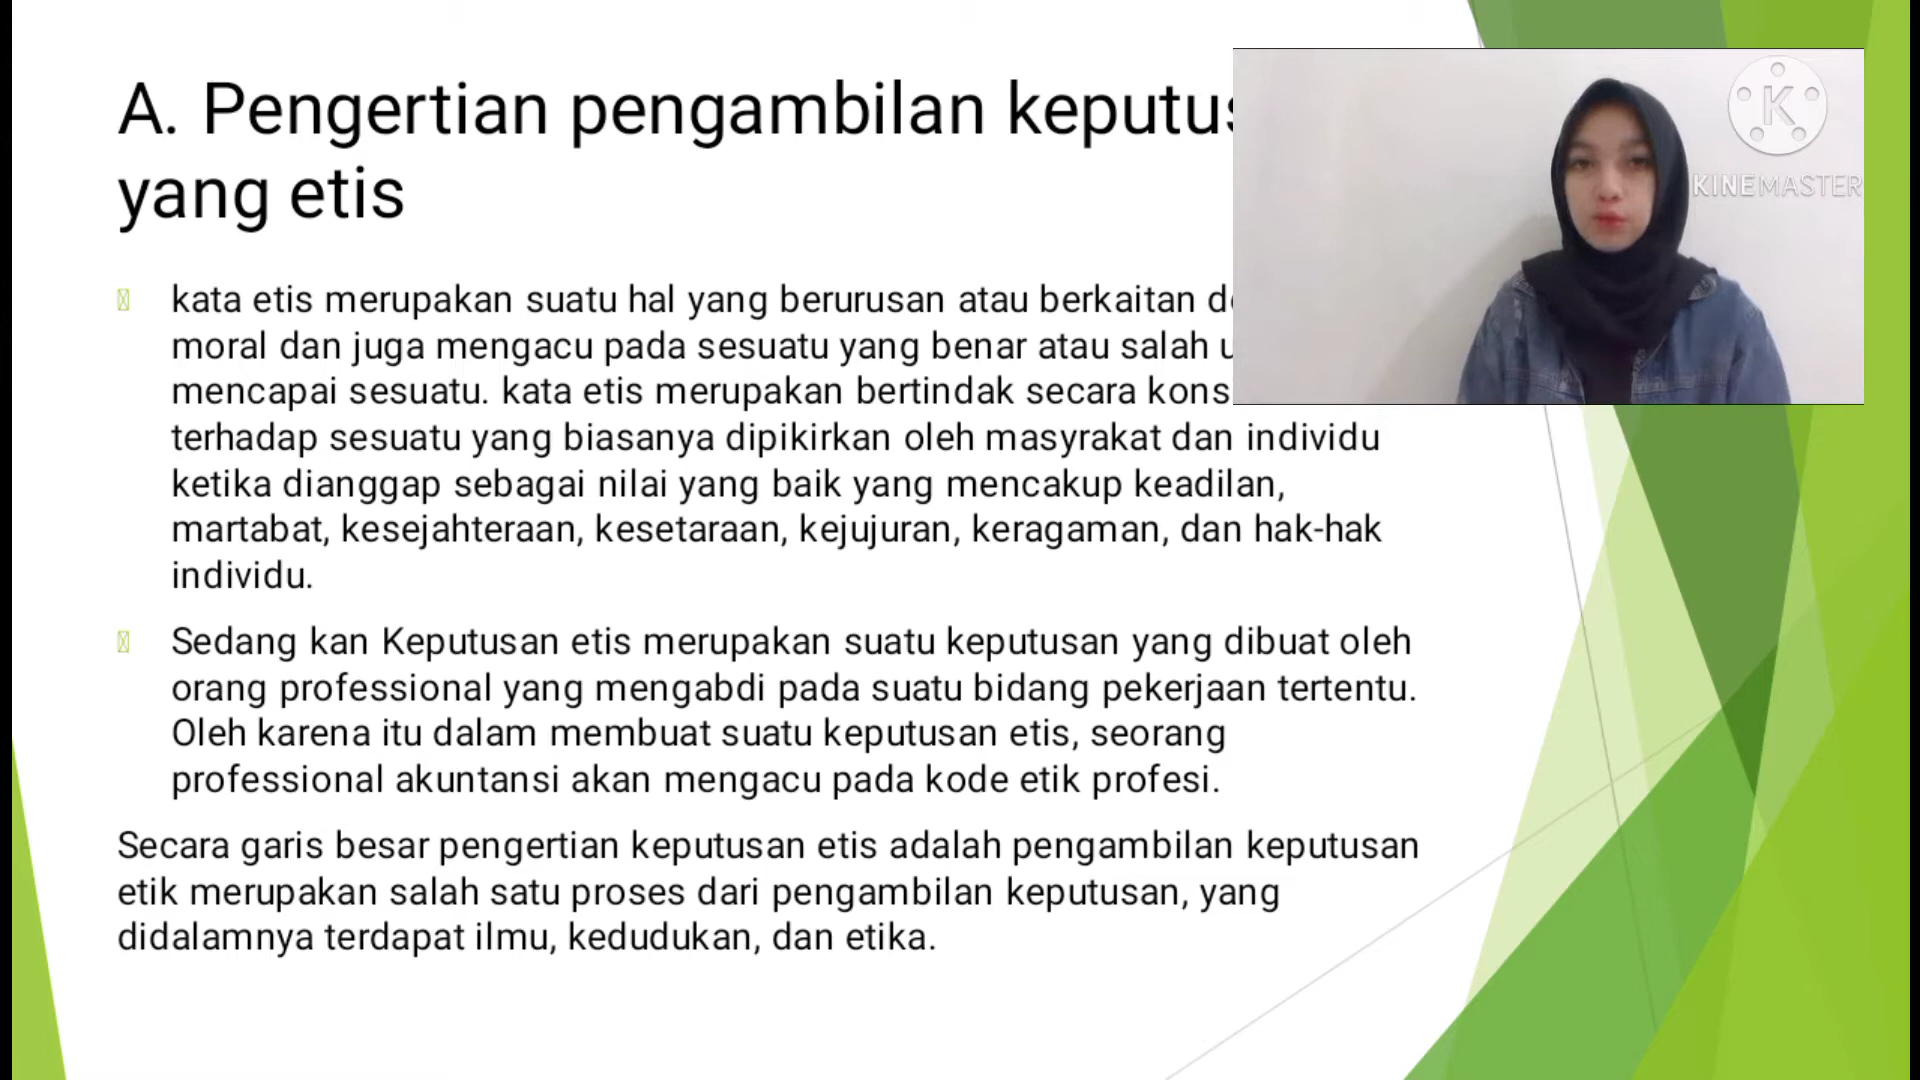 A. Pengertian pengambilan
yang etis
kata etis merupakan suatu hal yang berurusan atau berkaitan
moral dan juga mengacu pada sesuatu yang benar atau salah
mencapai sesuatu. kata etis merupakan bertindak secara
terhadap sesuatu yang biasanya dipikirkan oleh masyrakat dan individu
ketika dianggap sebagai nilai yang baik yang mencakup keadilan,
martabat, kesejahteraan, kesetaraan, kejujuran, keragaman, dan hak-hak
individu.
Sedang kan Keputusan etis merupakan suatu keputusan yang dibuat oleh
orang professional yang mengabdi pada suatu bidang pekerjaan tertentu.
Oleh karena itu dalam membuat suatu keputusan etis, seorang
professional akuntansi akan mengacu pada kode etik profesi.
Secara garis besar pengertian keputusan etis adalah pengambilan keputusan
etik merupakan salah satu proses dari pengambilan keputusan, yang
didalamnya terdapat ilmu, kedudukan, dan etika.
K
KINEMASTER